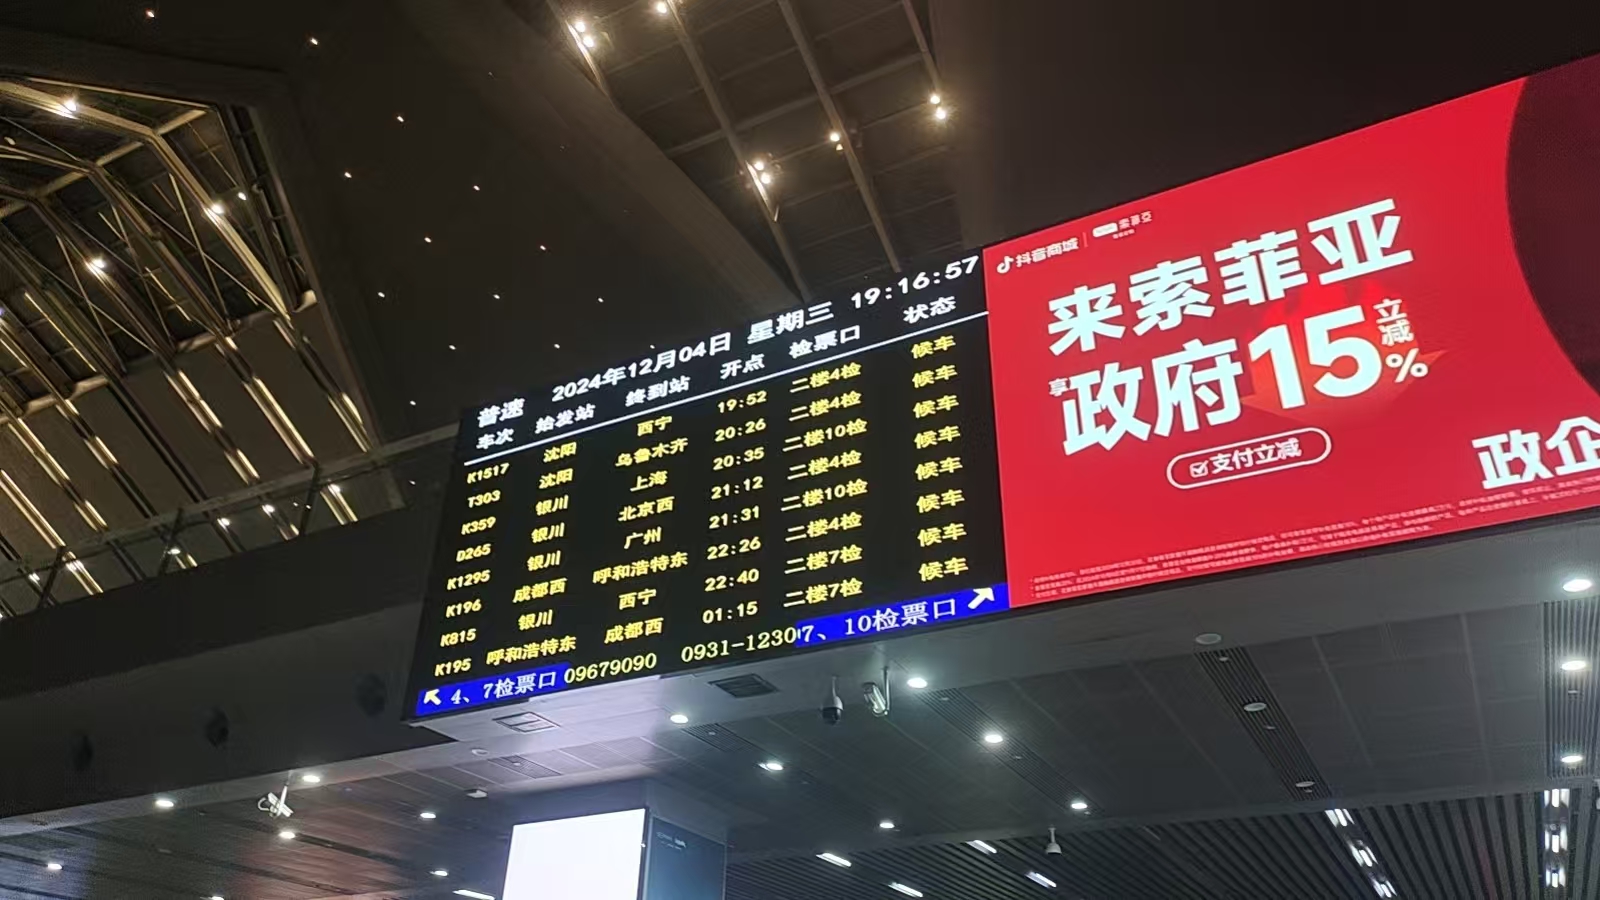 2024年12月04日 星期三 19:16:57
普速
车次 始发站 终到站 开点 检票口 状态
K1517 沈阳 西宁 19:52 二楼4检 候车
T303 沈阳 乌鲁木齐 20:26 二楼4检 候车
K359 银川 上海 20:35 二楼10检 候车
D265 银川 北京西 21:12 二楼4检 候车
K1295 银川 广州 21:31 二楼10检 候车
K196 成都西 呼和浩特东 22:26 二楼4检 候车
K815 银川 西宁 22:40 二楼7检 候车
K195 呼和浩特东 成都西 01:15 二楼7检 候车
4、7检票口 09679090 0931-1230 7、10检票口
抖音商城 索菲亚
来索菲亚
享政府15%立减
支付立减
政企